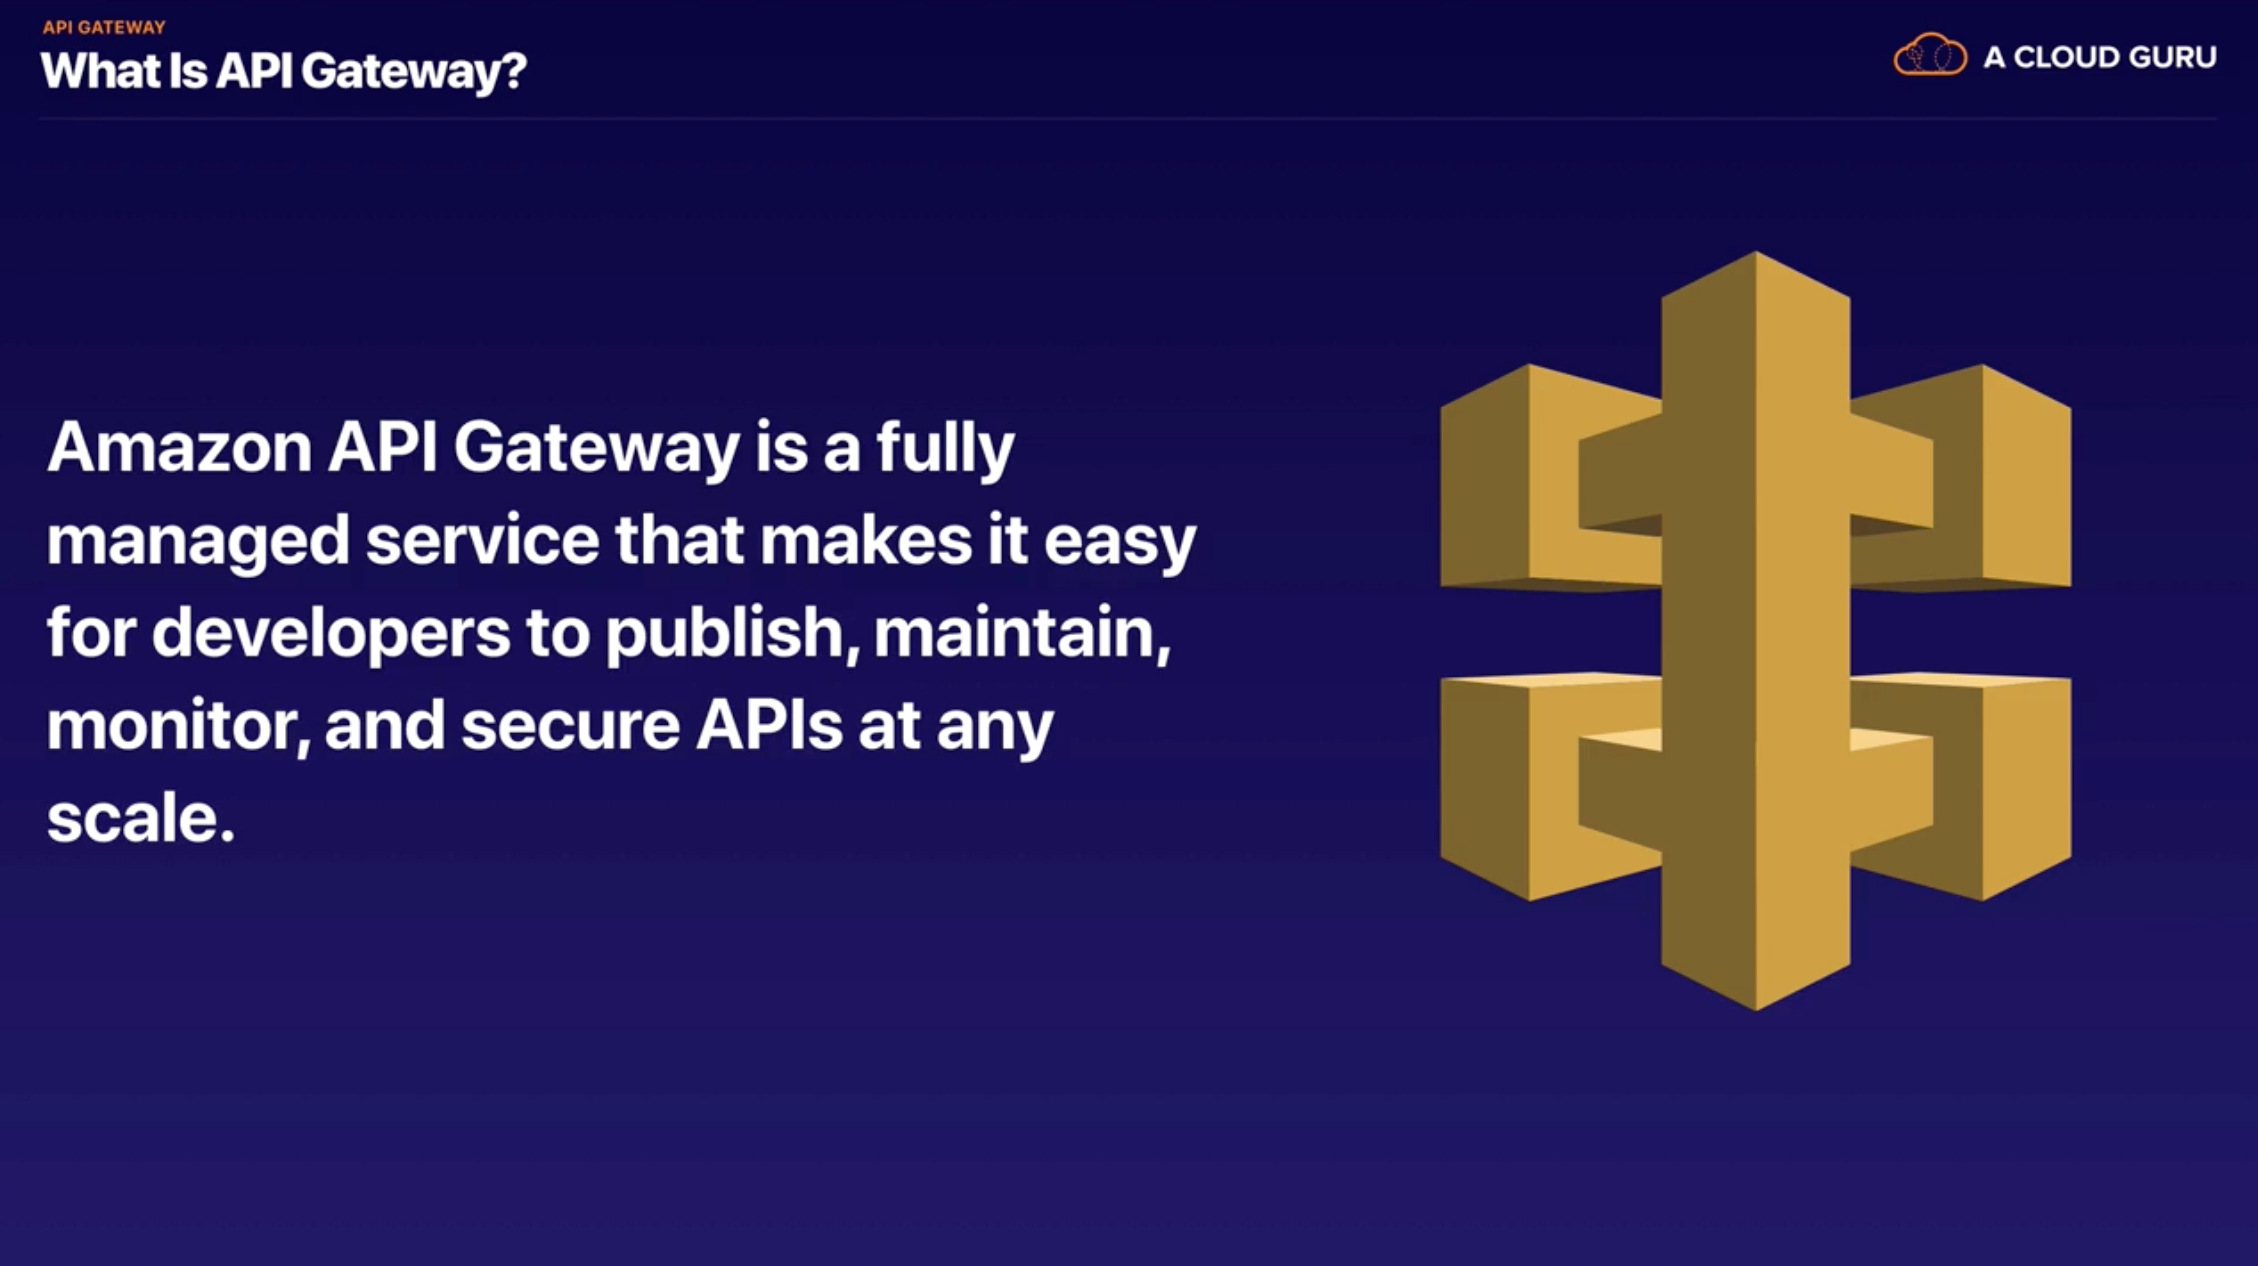 API GATEWAY
What Is API Gateway?
A CLOUD GURU
Amazon API Gateway is a fully
managed service that makes it easy
for developers to publish, maintain,
monitor, and secure APIs at any
scale.